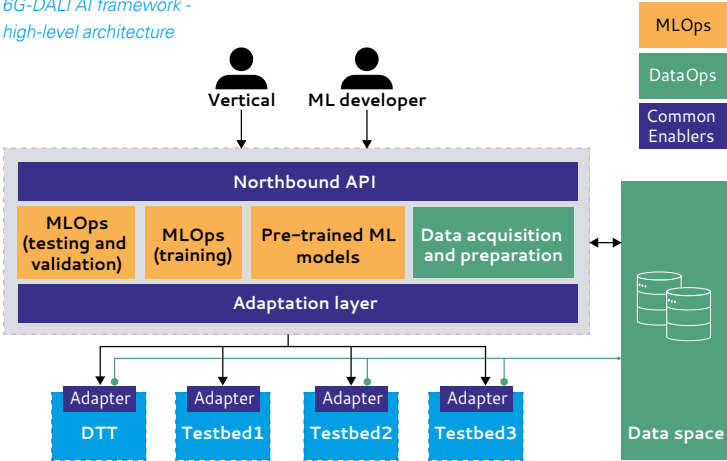 6G-DALI AI framework -
high-level architecture
MLOps
DataOps
Common
Enablers
Vertical
ML developer
Northbound API
MLOps
(testing and
validation)
MLOps
(training)
Pre-trained ML
models
Data acquisition
and preparation
Adaptation layer
Adapter
Adapter
Adapter
Adapter
DTT
Testbed1
Testbed2
Testbed3
Data space